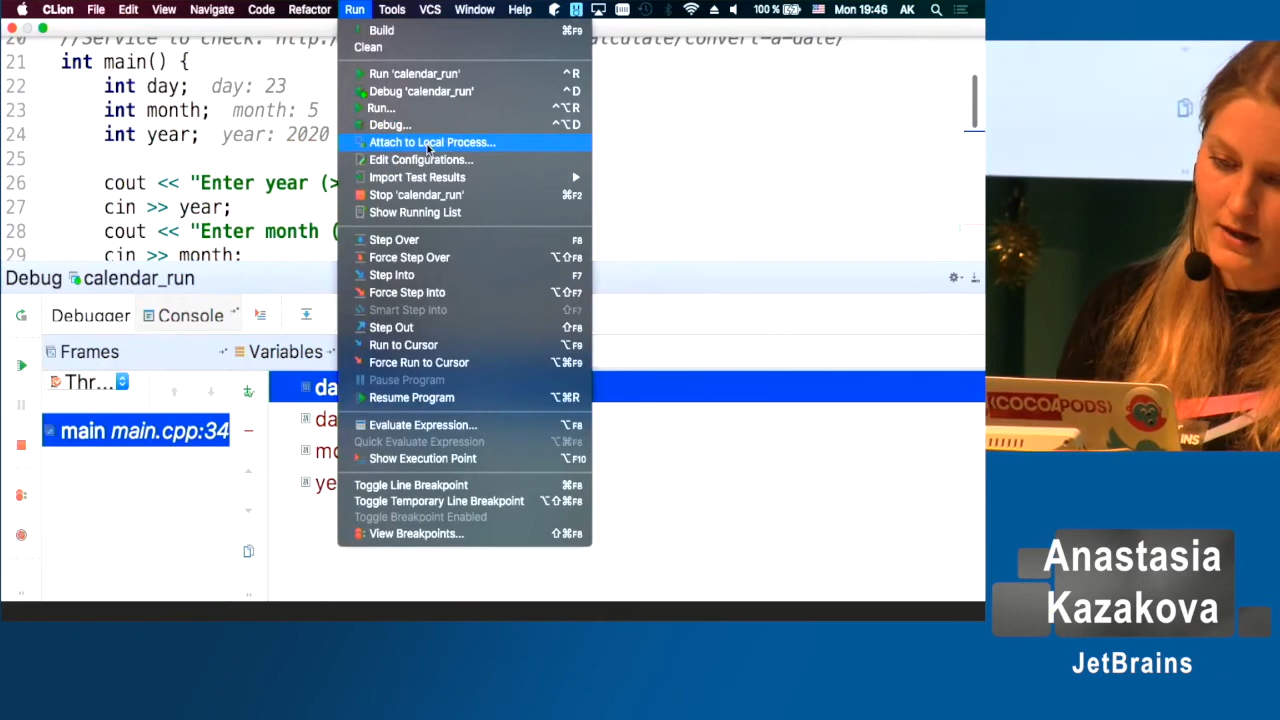 CLion File Edit View Navigate Code Refactor Run Tools VCS Window Help 100 % Mon 19:46 AK
20 //Service to check: http:/ alculate/convert-a-date/
21 int main() {
22 int day; day: 23
23 int month; month: 5
24 int year; year: 2020
25
26 cout << "Enter year (>
27 cin >> year;
28 cout << "Enter month (
29 cin >> month;
Build ⌘F9
Clean
Run 'calendar_run' ^R
Debug 'calendar_run' ^D
Run... ^⌥R
Debug... ^⌥D
Attach to Local Process...
Edit Configurations...
Import Test Results
Stop 'calendar_run' ⌘F2
Show Running List
Step Over F8
Force Step Over ⌥⇧F8
Step Into F7
Force Step Into ⌥⇧F7
Smart Step Into ⇧F7
Step Out ⇧F8
Run to Cursor ⌥F9
Force Run to Cursor ⌥⌘F9
Pause Program
Resume Program ⌥⌘R
Evaluate Expression... ⌥F8
Quick Evaluate Expression ⌥⌘F8
Show Execution Point ⌥F10
Toggle Line Breakpoint ⌘F8
Toggle Temporary Line Breakpoint ⌥⇧⌘F8
Toggle Breakpoint Enabled
View Breakpoints... ⇧⌘F8
Debug calendar_run
Debugger Console
Frames Variables
Thr...
main main.cpp:34
da
da
mo
ye
(COCOAPODS)
Anastasia
Kazakova
JetBrains